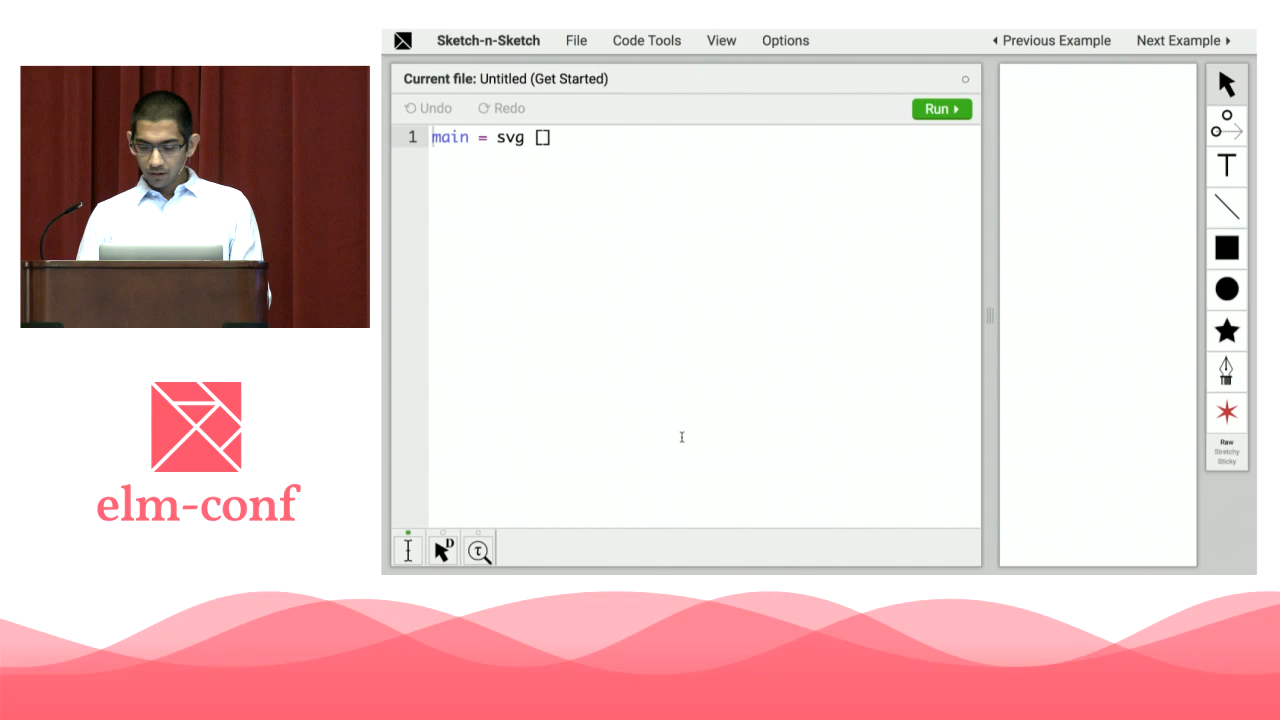 Sketch-n-Sketch File Code Tools View Options Previous Example Next Example
Current file: Untitled (Get Started)
Undo Redo Run
1 main = svg []
T
D
τ
Raw
Stretchy
Sticky
elm-conf